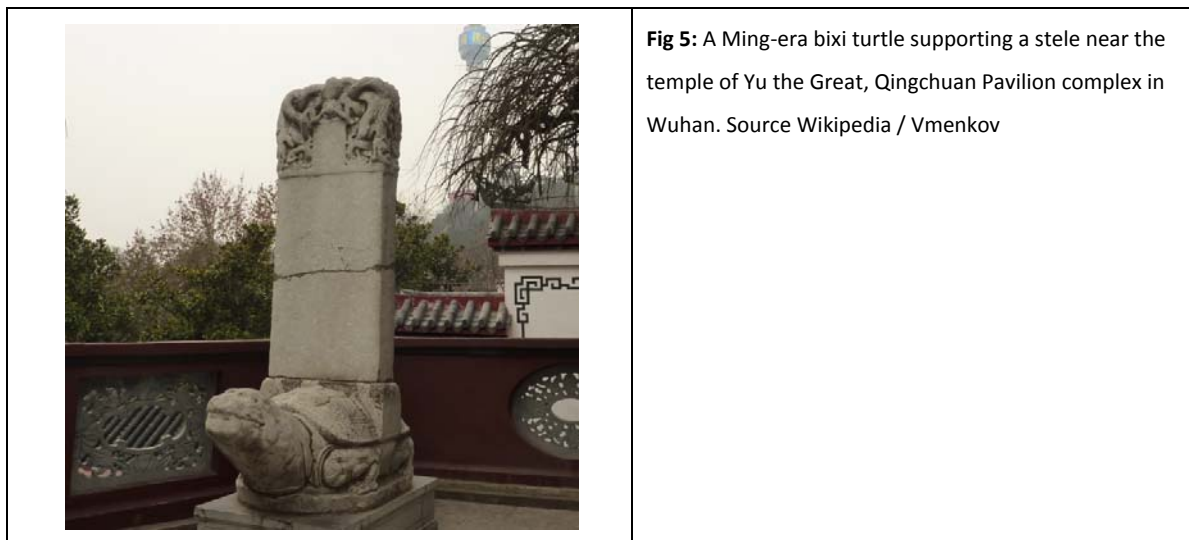 Fig 5: A Ming-era bixi turtle supporting a stele near the
temple of Yu the Great, Qingchuan Pavilion complex in
Wuhan. Source Wikipedia / Vmenkov